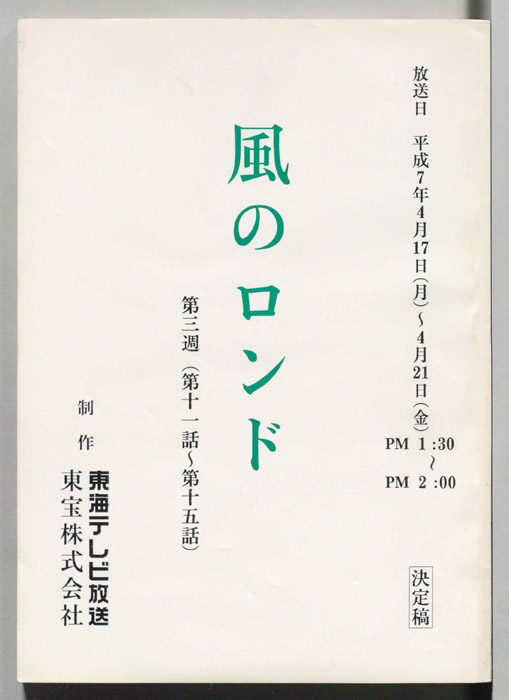 放送日 平成7年4月17日(月)～4月21日(金)
PM 1:30
～
PM 2:00
決定稿
風のロンド
第三週(第十一話～第十五話)
制作
東海テレビ放送
東宝株式会社